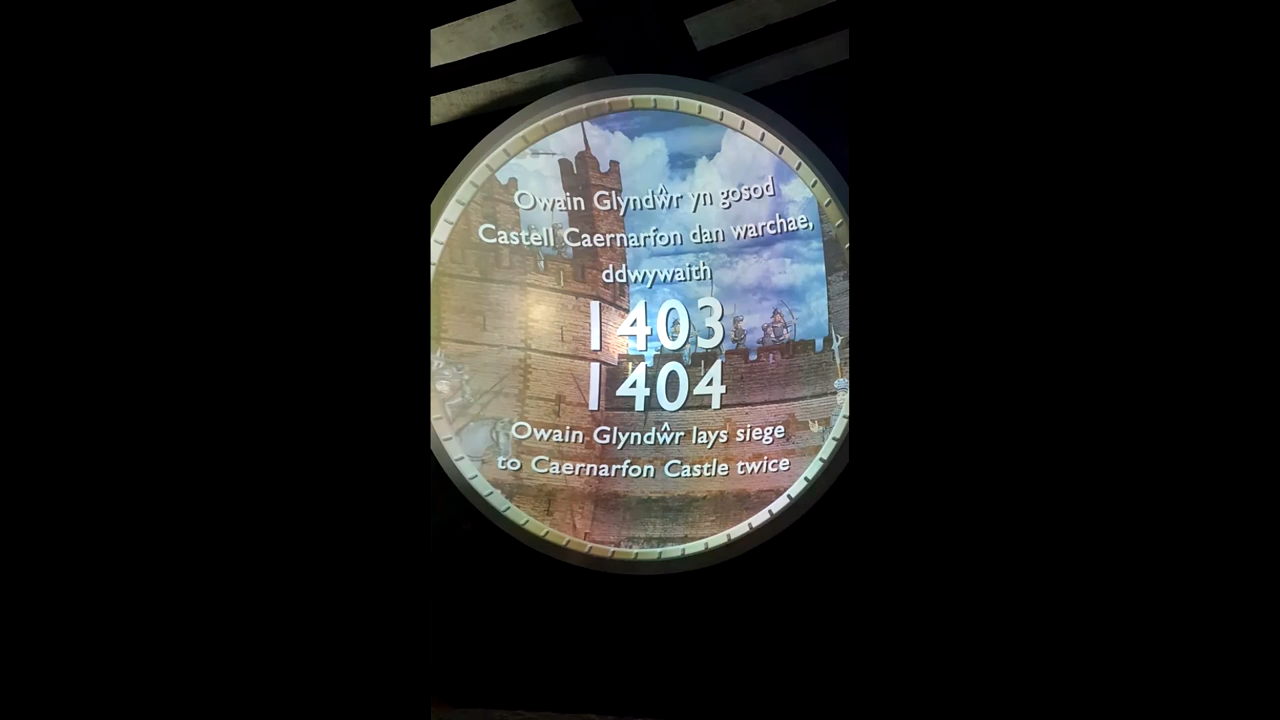 Owain Glyndŵr yn gosod
Castell Caernarfon dan warchae,
ddwywaith
1403
1404
Owain Glyndŵr lays siege
to Caernarfon Castle twice